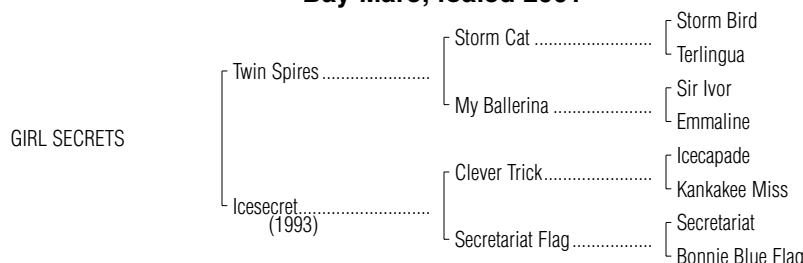 Bay Mare; foaled 2001
Storm Bird
Storm Cat ............................
Terlingua
Twin Spires .........................
Sir Ivor
My Ballerina .......................
Emmaline
GIRL SECRETS
Icecapade
Clever Trick.........................
Kankakee Miss
Icesecret..............................
(1993)
Secretariat
Secretariat Flag...................
Bonnie Blue Flag